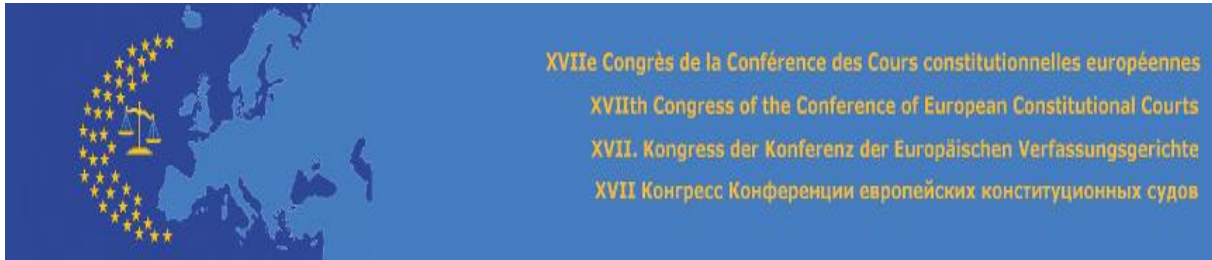 XVIIe Congrès de la Conférence des Cours constitutionnelles européennes
XVIIth Congress of the Conference of European Constitutional Courts
XVII. Kongress der Konferenz der Europäischen Verfassungsgerichte
XVII Конгресс Конференции европейских конституционных судов